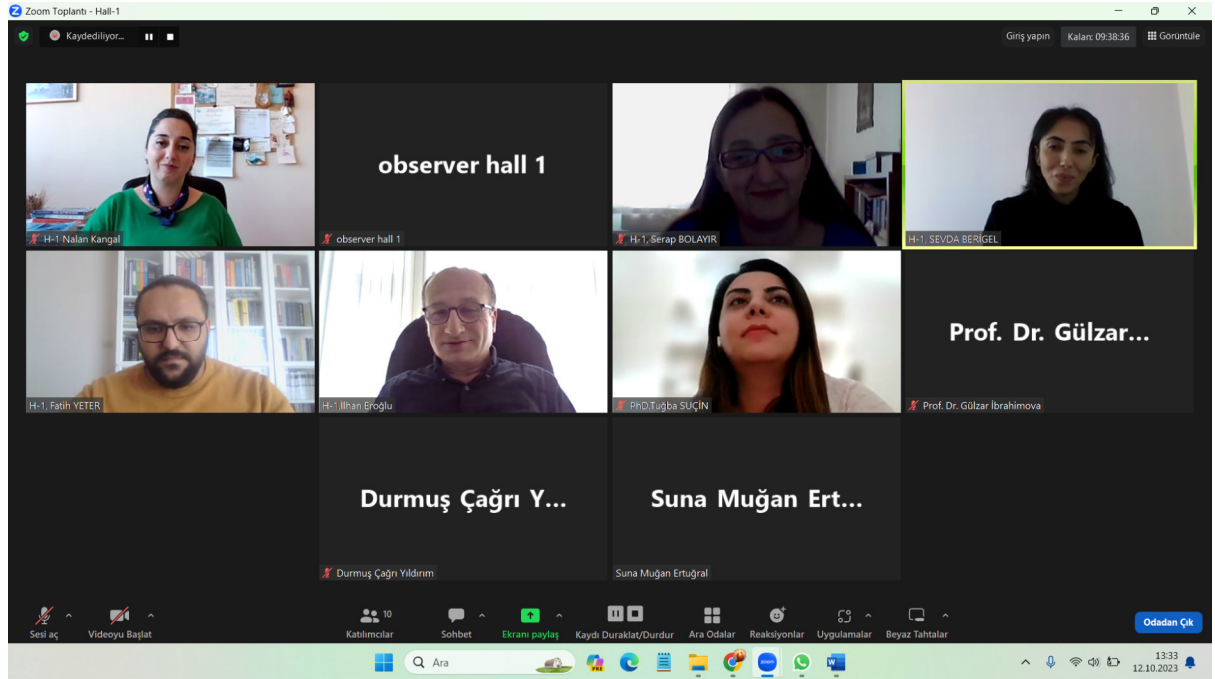 Zoom Toplantı - Hall-1
Kaydediliyor...
Giriş yapın
Kalan: 09:38:36
Görüntüle
H-1 Nalan Kangal
observer hall 1
observer hall 1
H-1, Serap BOLAYIR
H-1, SEVDA BERİGEL
H-1, Fatih YETER
H-1,İlhan Eroğlu
PhD.Tuğba SUÇİN
Prof. Dr. Gülzar...
Prof. Dr. Gülzar İbrahimova
Durmuş Çağrı Y...
Durmuş Çağrı Yıldırım
Suna Muğan Ert...
Suna Muğan Ertuğral
Sesi aç
Videoyu Başlat
10
Katılımcılar
Sohbet
Ekranı paylaş
Kaydı Duraklat/Durdur
Ara Odalar
Reaksiyonlar
Uygulamalar
Beyaz Tahtalar
Odadan Çık
Ara
PRE
zoom
13:33
12.10.2023